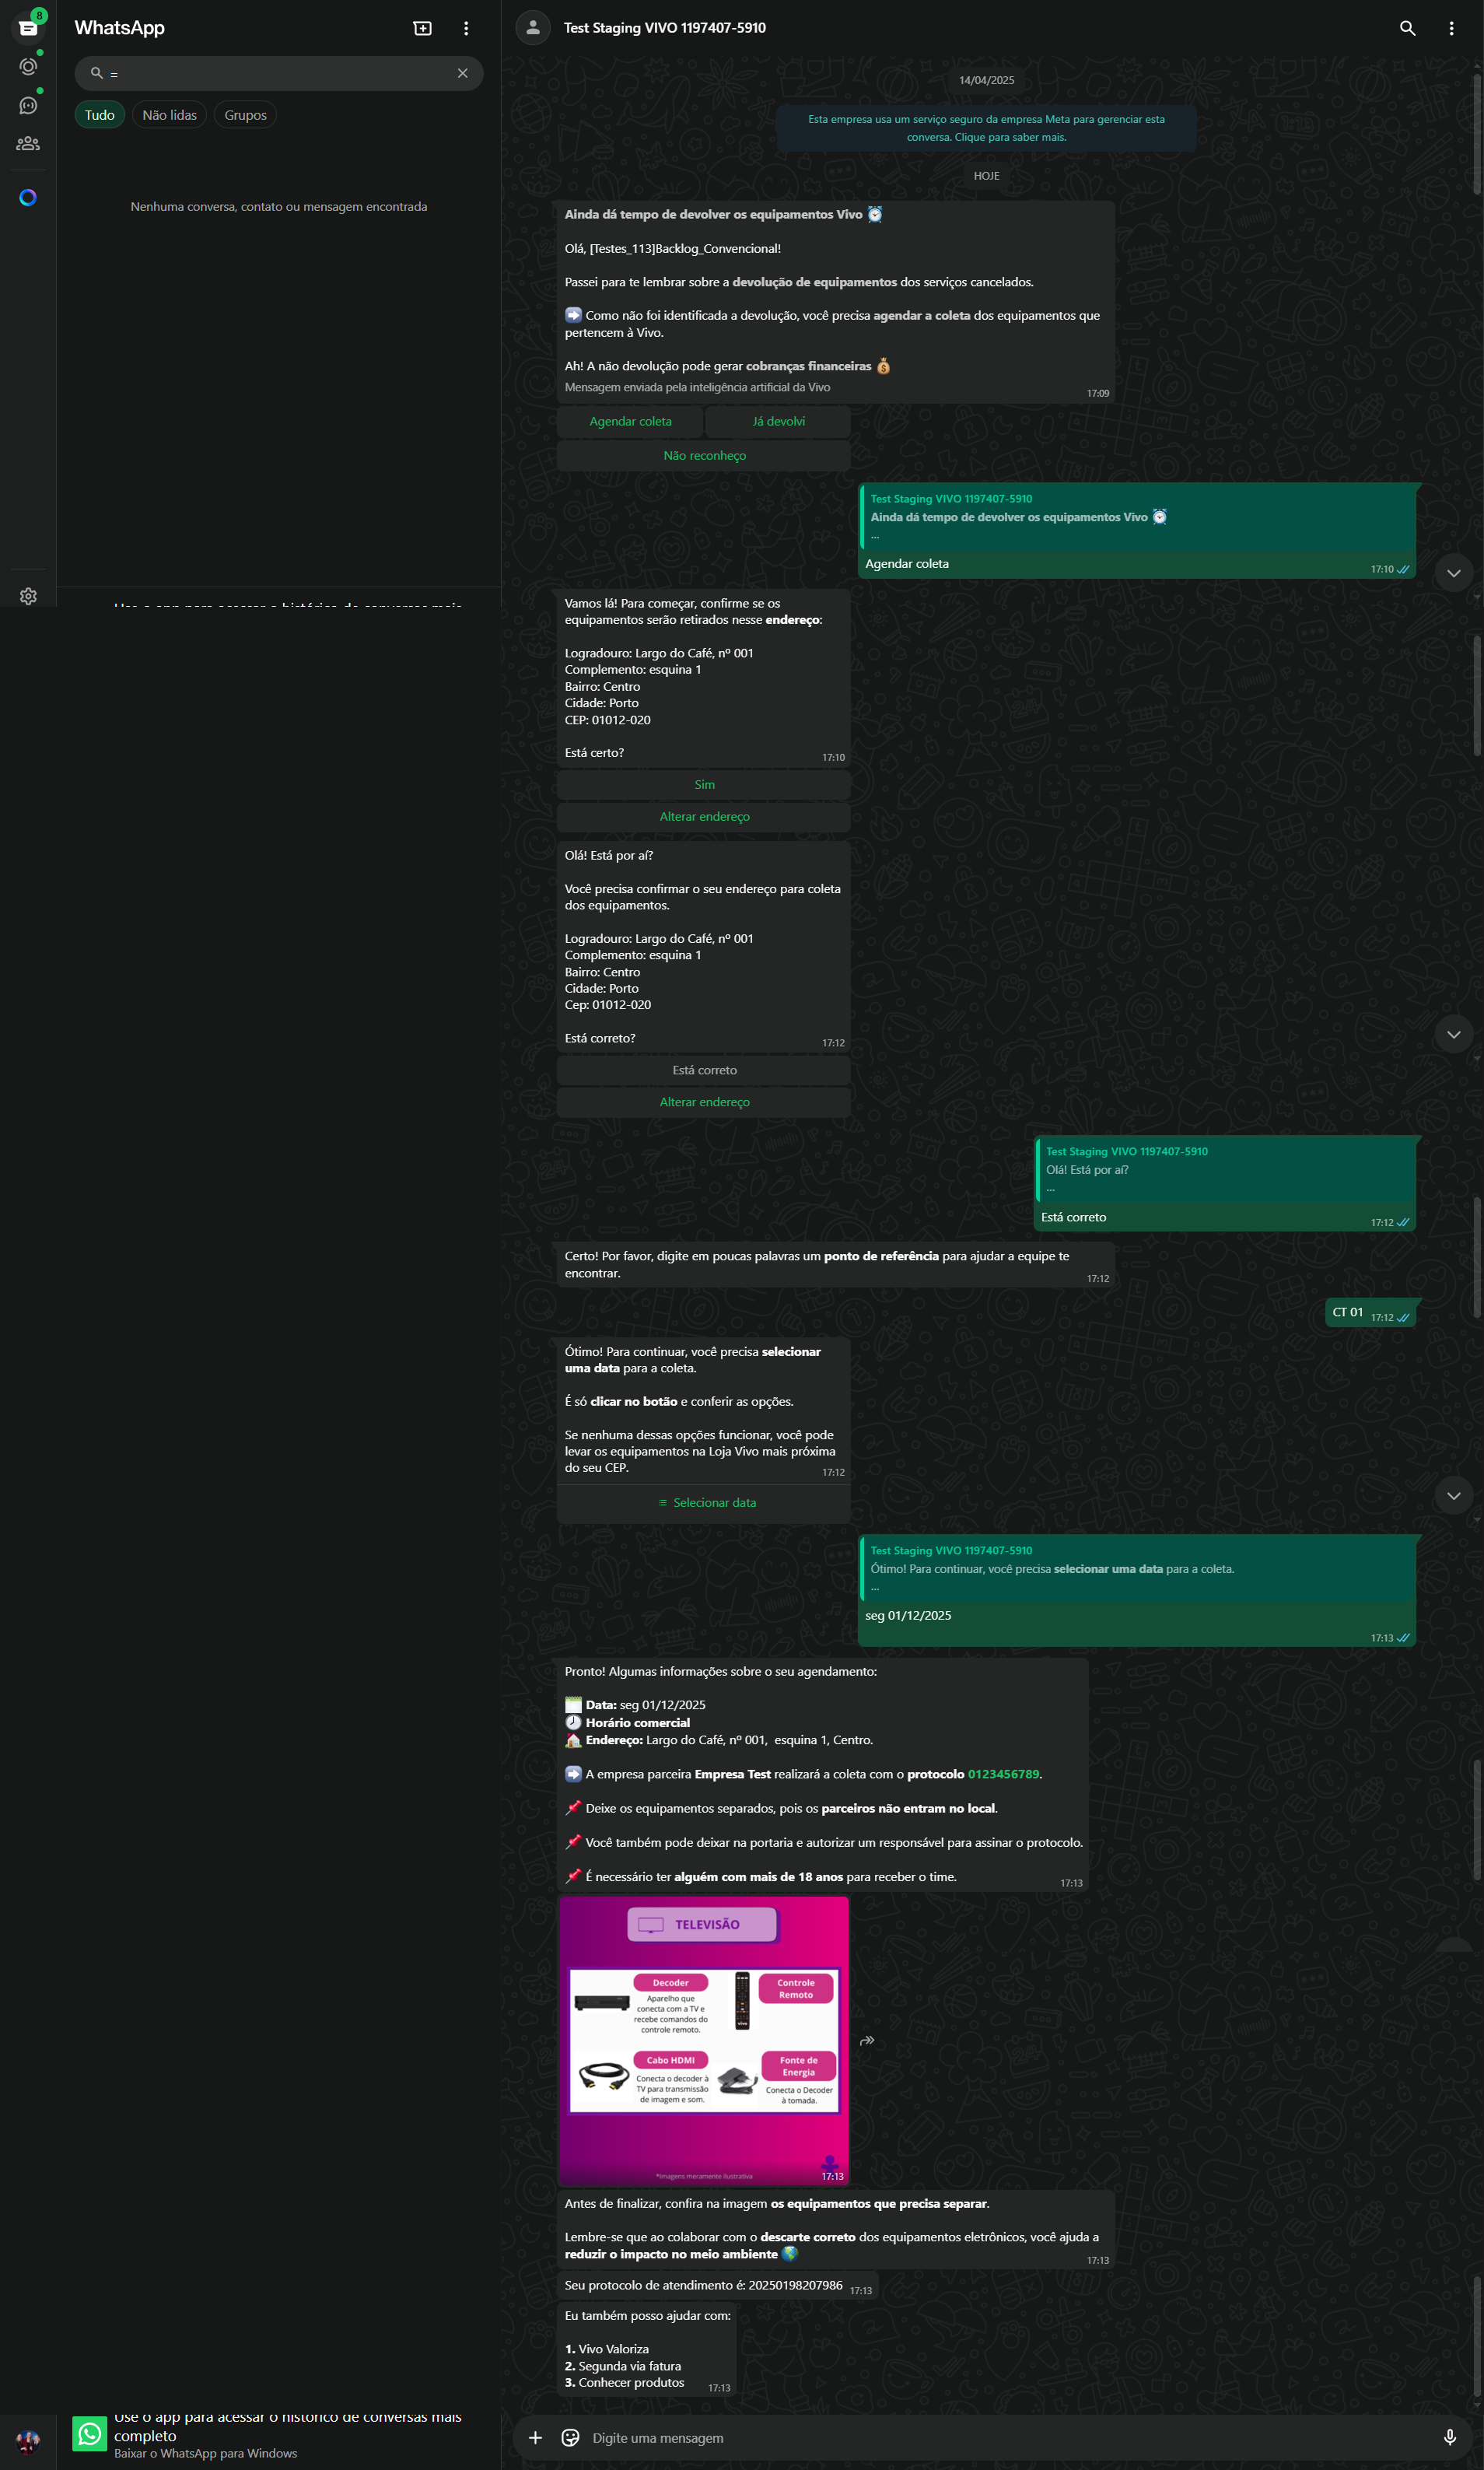 8
WhatsApp
=
Tudo
Não lidas
Grupos
Nenhuma conversa, contato ou mensagem encontrada
Test Staging VIVO 1197407-5910
14/04/2025
Esta empresa usa um serviço seguro da empresa Meta para gerenciar esta
conversa. Clique para saber mais.
HOJE
Ainda dá tempo de devolver os equipamentos Vivo ⏰
Olá, [Testes_113]Backlog_Convencional!
Passei para te lembrar sobre a devolução de equipamentos dos serviços cancelados.
➡️ Como não foi identificada a devolução, você precisa agendar a coleta dos equipamentos que
pertencem à Vivo.
Ah! A não devolução pode gerar cobranças financeiras 💰
Mensagem enviada pela inteligência artificial da Vivo
17:09
Agendar coleta
Já devolvi
Não reconheço
Test Staging VIVO 1197407-5910
Ainda dá tempo de devolver os equipamentos Vivo ⏰
...
Agendar coleta
17:10
Vamos lá! Para começar, confirme se os
equipamentos serão retirados nesse endereço:
Logradouro: Largo do Café, nº 001
Complemento: esquina 1
Bairro: Centro
Cidade: Porto
CEP: 01012-020
Está certo?
17:10
Sim
Alterar endereço
Olá! Está por aí?
Você precisa confirmar o seu endereço para coleta
dos equipamentos.
Logradouro: Largo do Café, nº 001
Complemento: esquina 1
Bairro: Centro
Cidade: Porto
Cep: 01012-020
Está correto?
17:12
Está correto
Alterar endereço
Test Staging VIVO 1197407-5910
Olá! Está por aí?
...
Está correto
17:12
Certo! Por favor, digite em poucas palavras um ponto de referência para ajudar a equipe te
encontrar.
17:12
CT 01
17:12
Ótimo! Para continuar, você precisa selecionar
uma data para a coleta.
É só clicar no botão e conferir as opções.
Se nenhuma dessas opções funcionar, você pode
levar os equipamentos na Loja Vivo mais próxima
do seu CEP.
17:12
Selecionar data
Test Staging VIVO 1197407-5910
Ótimo! Para continuar, você precisa selecionar uma data para a coleta.
...
seg 01/12/2025
17:13
Pronto! Algumas informações sobre o seu agendamento:
🗓️ Data: seg 01/12/2025
🕗 Horário comercial
🏠 Endereço: Largo do Café, nº 001,  esquina 1, Centro.
➡️ A empresa parceira Empresa Test realizará a coleta com o protocolo 0123456789.
📌 Deixe os equipamentos separados, pois os parceiros não entram no local.
📌 Você também pode deixar na portaria e autorizar um responsável para assinar o protocolo.
📌 É necessário ter alguém com mais de 18 anos para receber o time.
17:13
TELEVISÃO
Decoder
Aparelho que
conecta com a TV e
recebe comandos do
controle remoto.
Controle
Remoto
vivo
Cabo HDMI
Conecta o decoder à
TV para transmissão
de imagem e som.
Fonte de
Energia
Conecta o Decoder
à tomada.
*Imagens meramente ilustrativa
17:13
Antes de finalizar, confira na imagem os equipamentos que precisa separar.
Lembre-se que ao colaborar com o descarte correto dos equipamentos eletrônicos, você ajuda a
reduzir o impacto no meio ambiente 🌎
17:13
Seu protocolo de atendimento é: 20250198207986
17:13
Eu também posso ajudar com:
1. Vivo Valoriza
2. Segunda via fatura
3. Conhecer produtos
17:13
Use o app para acessar o histórico de conversas mais
completo
Baixar o WhatsApp para Windows
Digite uma mensagem